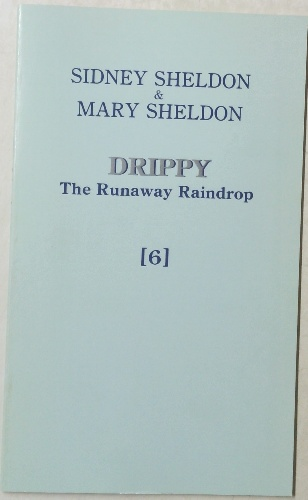 SIDNEY SHELDON
&
MARY SHELDON
DRIPPY
The Runaway Raindrop
[6]